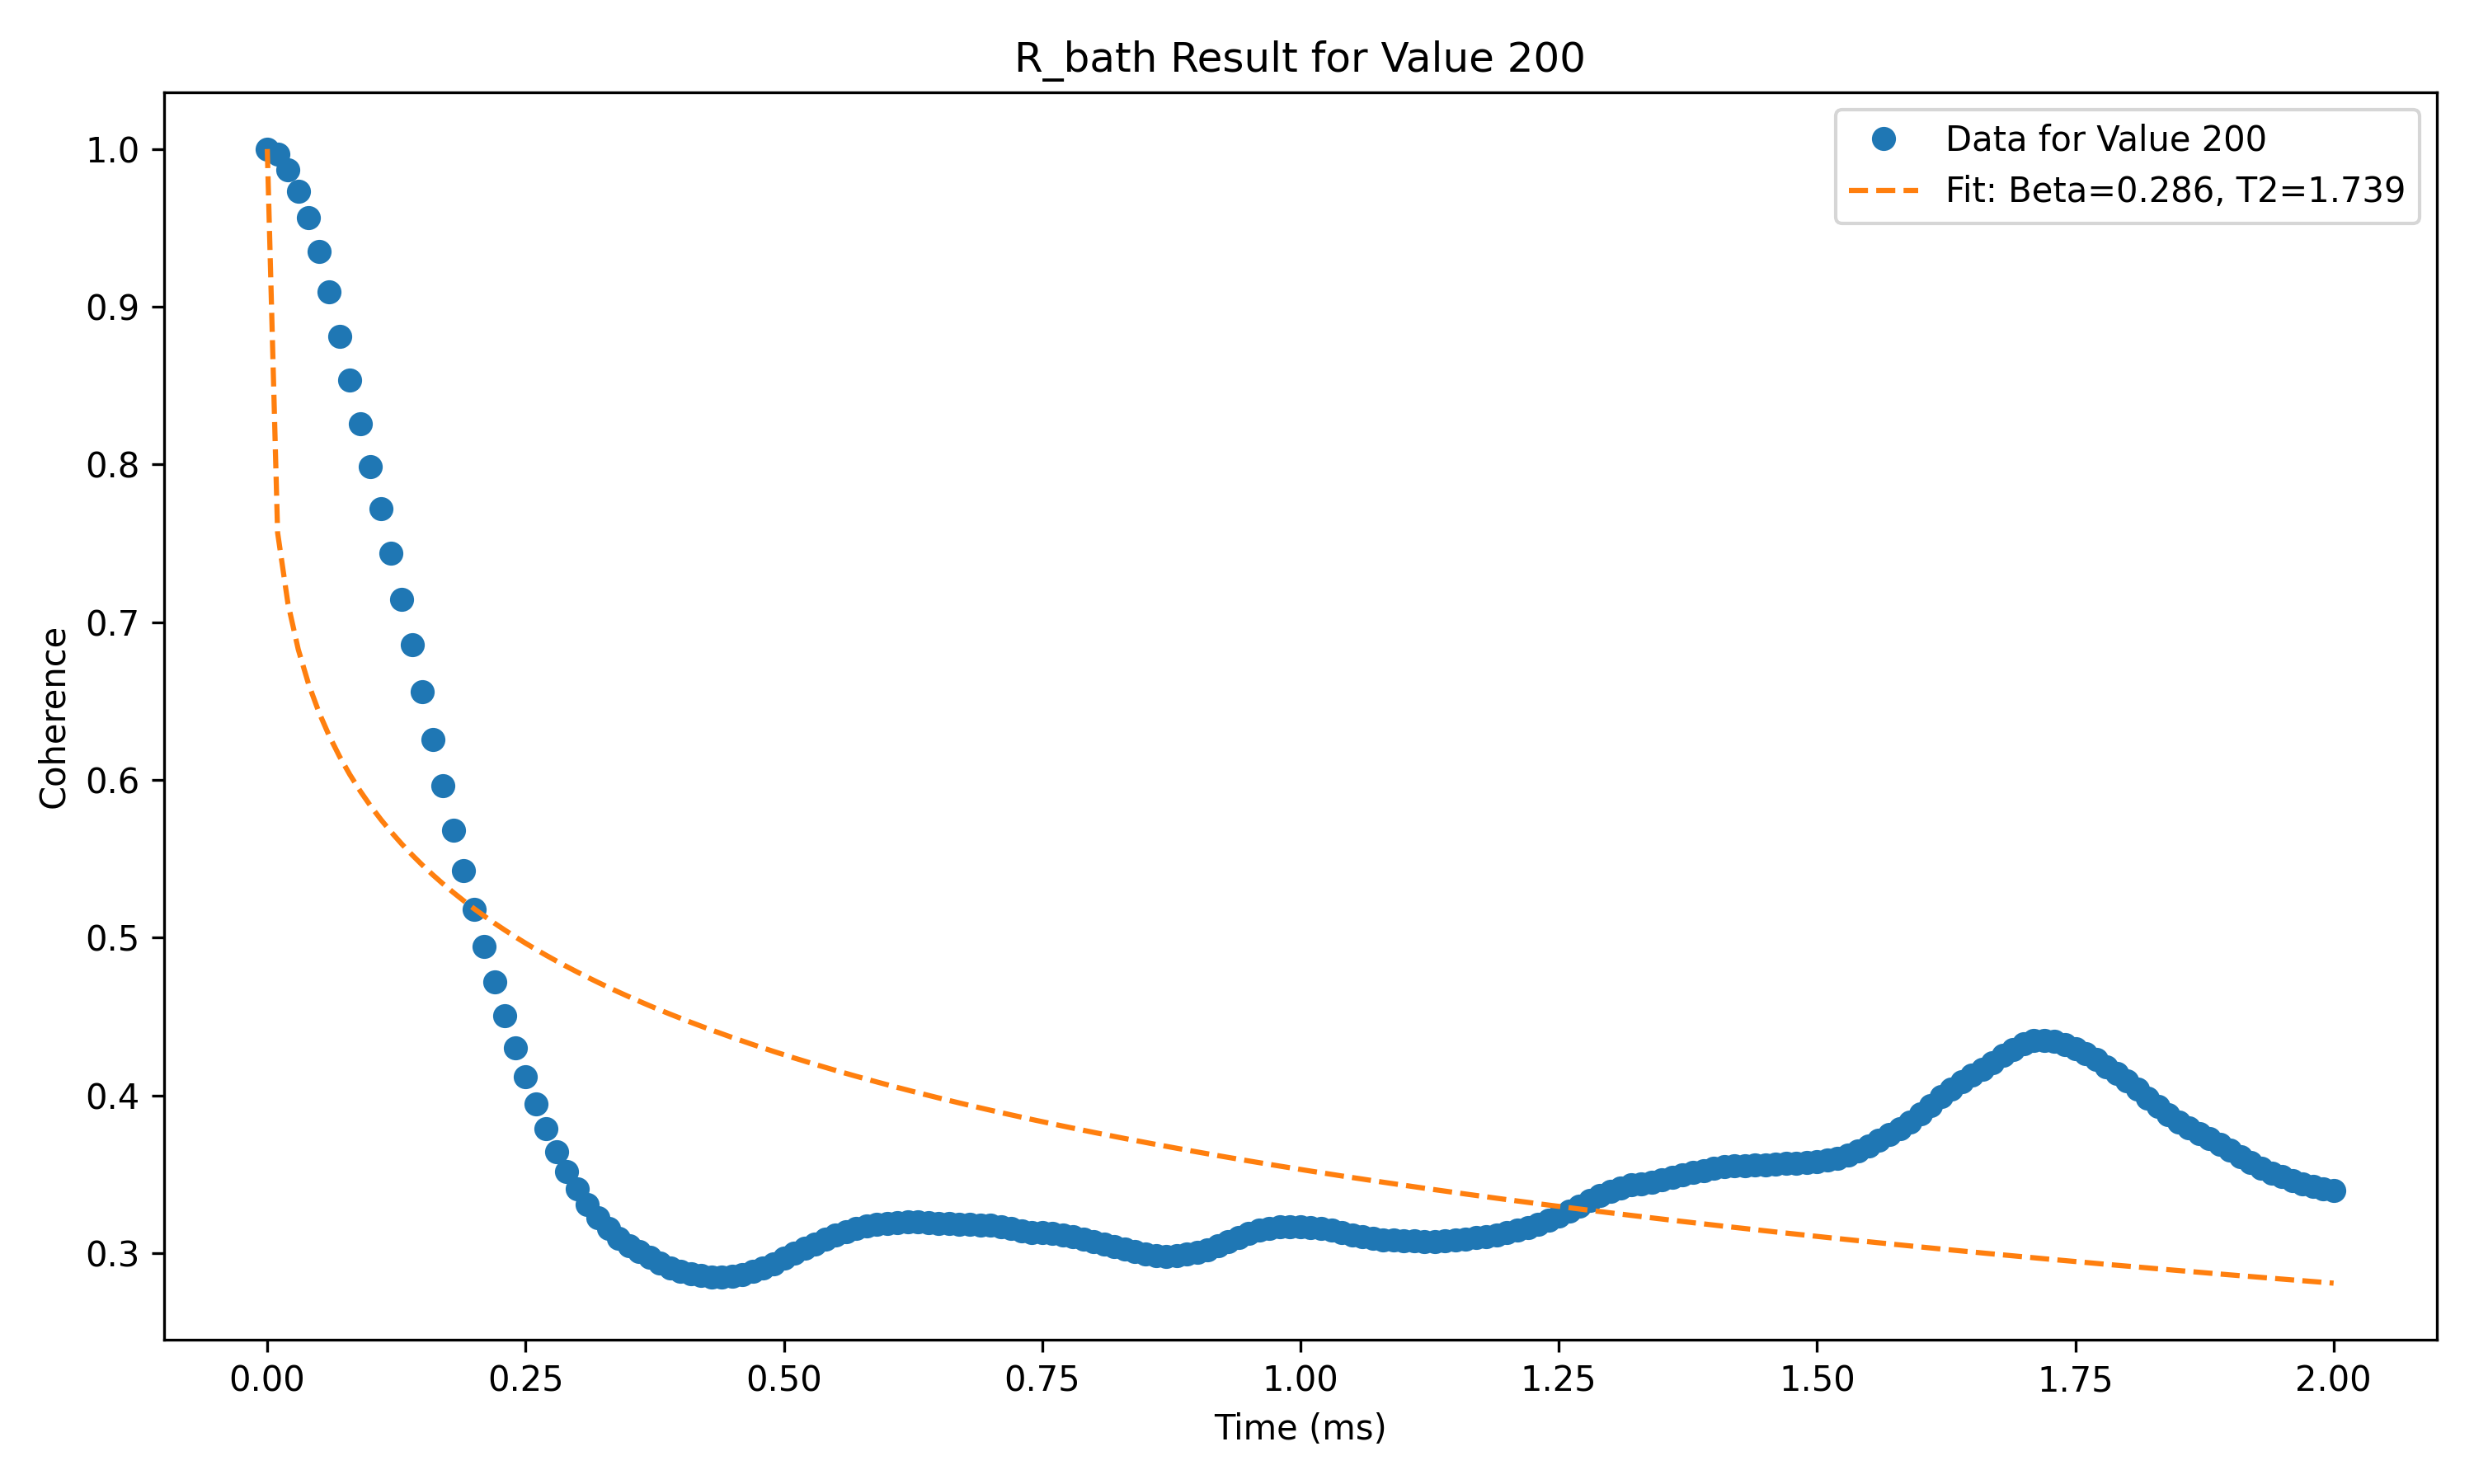 R_bath Result for Value 200
Data for Value 200
Fit: Beta=0.286, T2=1.739
Coherence
1.0
0.9
0.8
0.7
0.6
0.5
0.4
0.3
0.00 0.25 0.50 0.75 1.00 1.25 1.50 1.75 2.00
Time (ms)